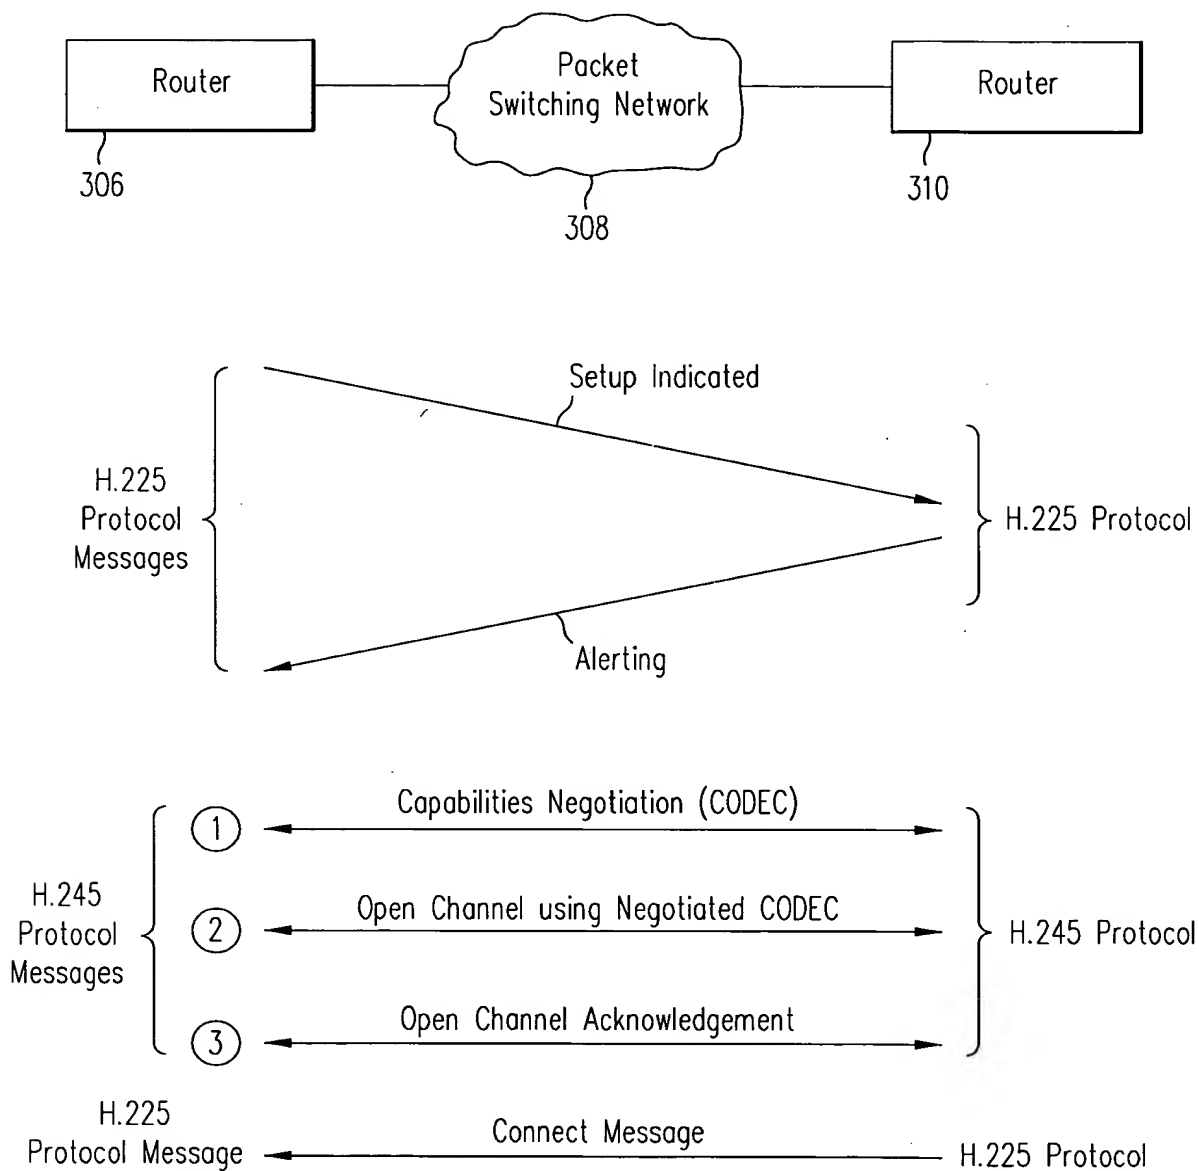 Router
Packet
Switching Network
Router
306
308
310
Setup Indicated
H.225
Protocol
Messages
H.225 Protocol
Alerting
Capabilities Negotiation (CODEC)
1
H.245
Protocol
Messages
Open Channel using Negotiated CODEC
2
H.245 Protocol
Open Channel Acknowledgement
3
H.225
Protocol Message
Connect Message
H.225 Protocol